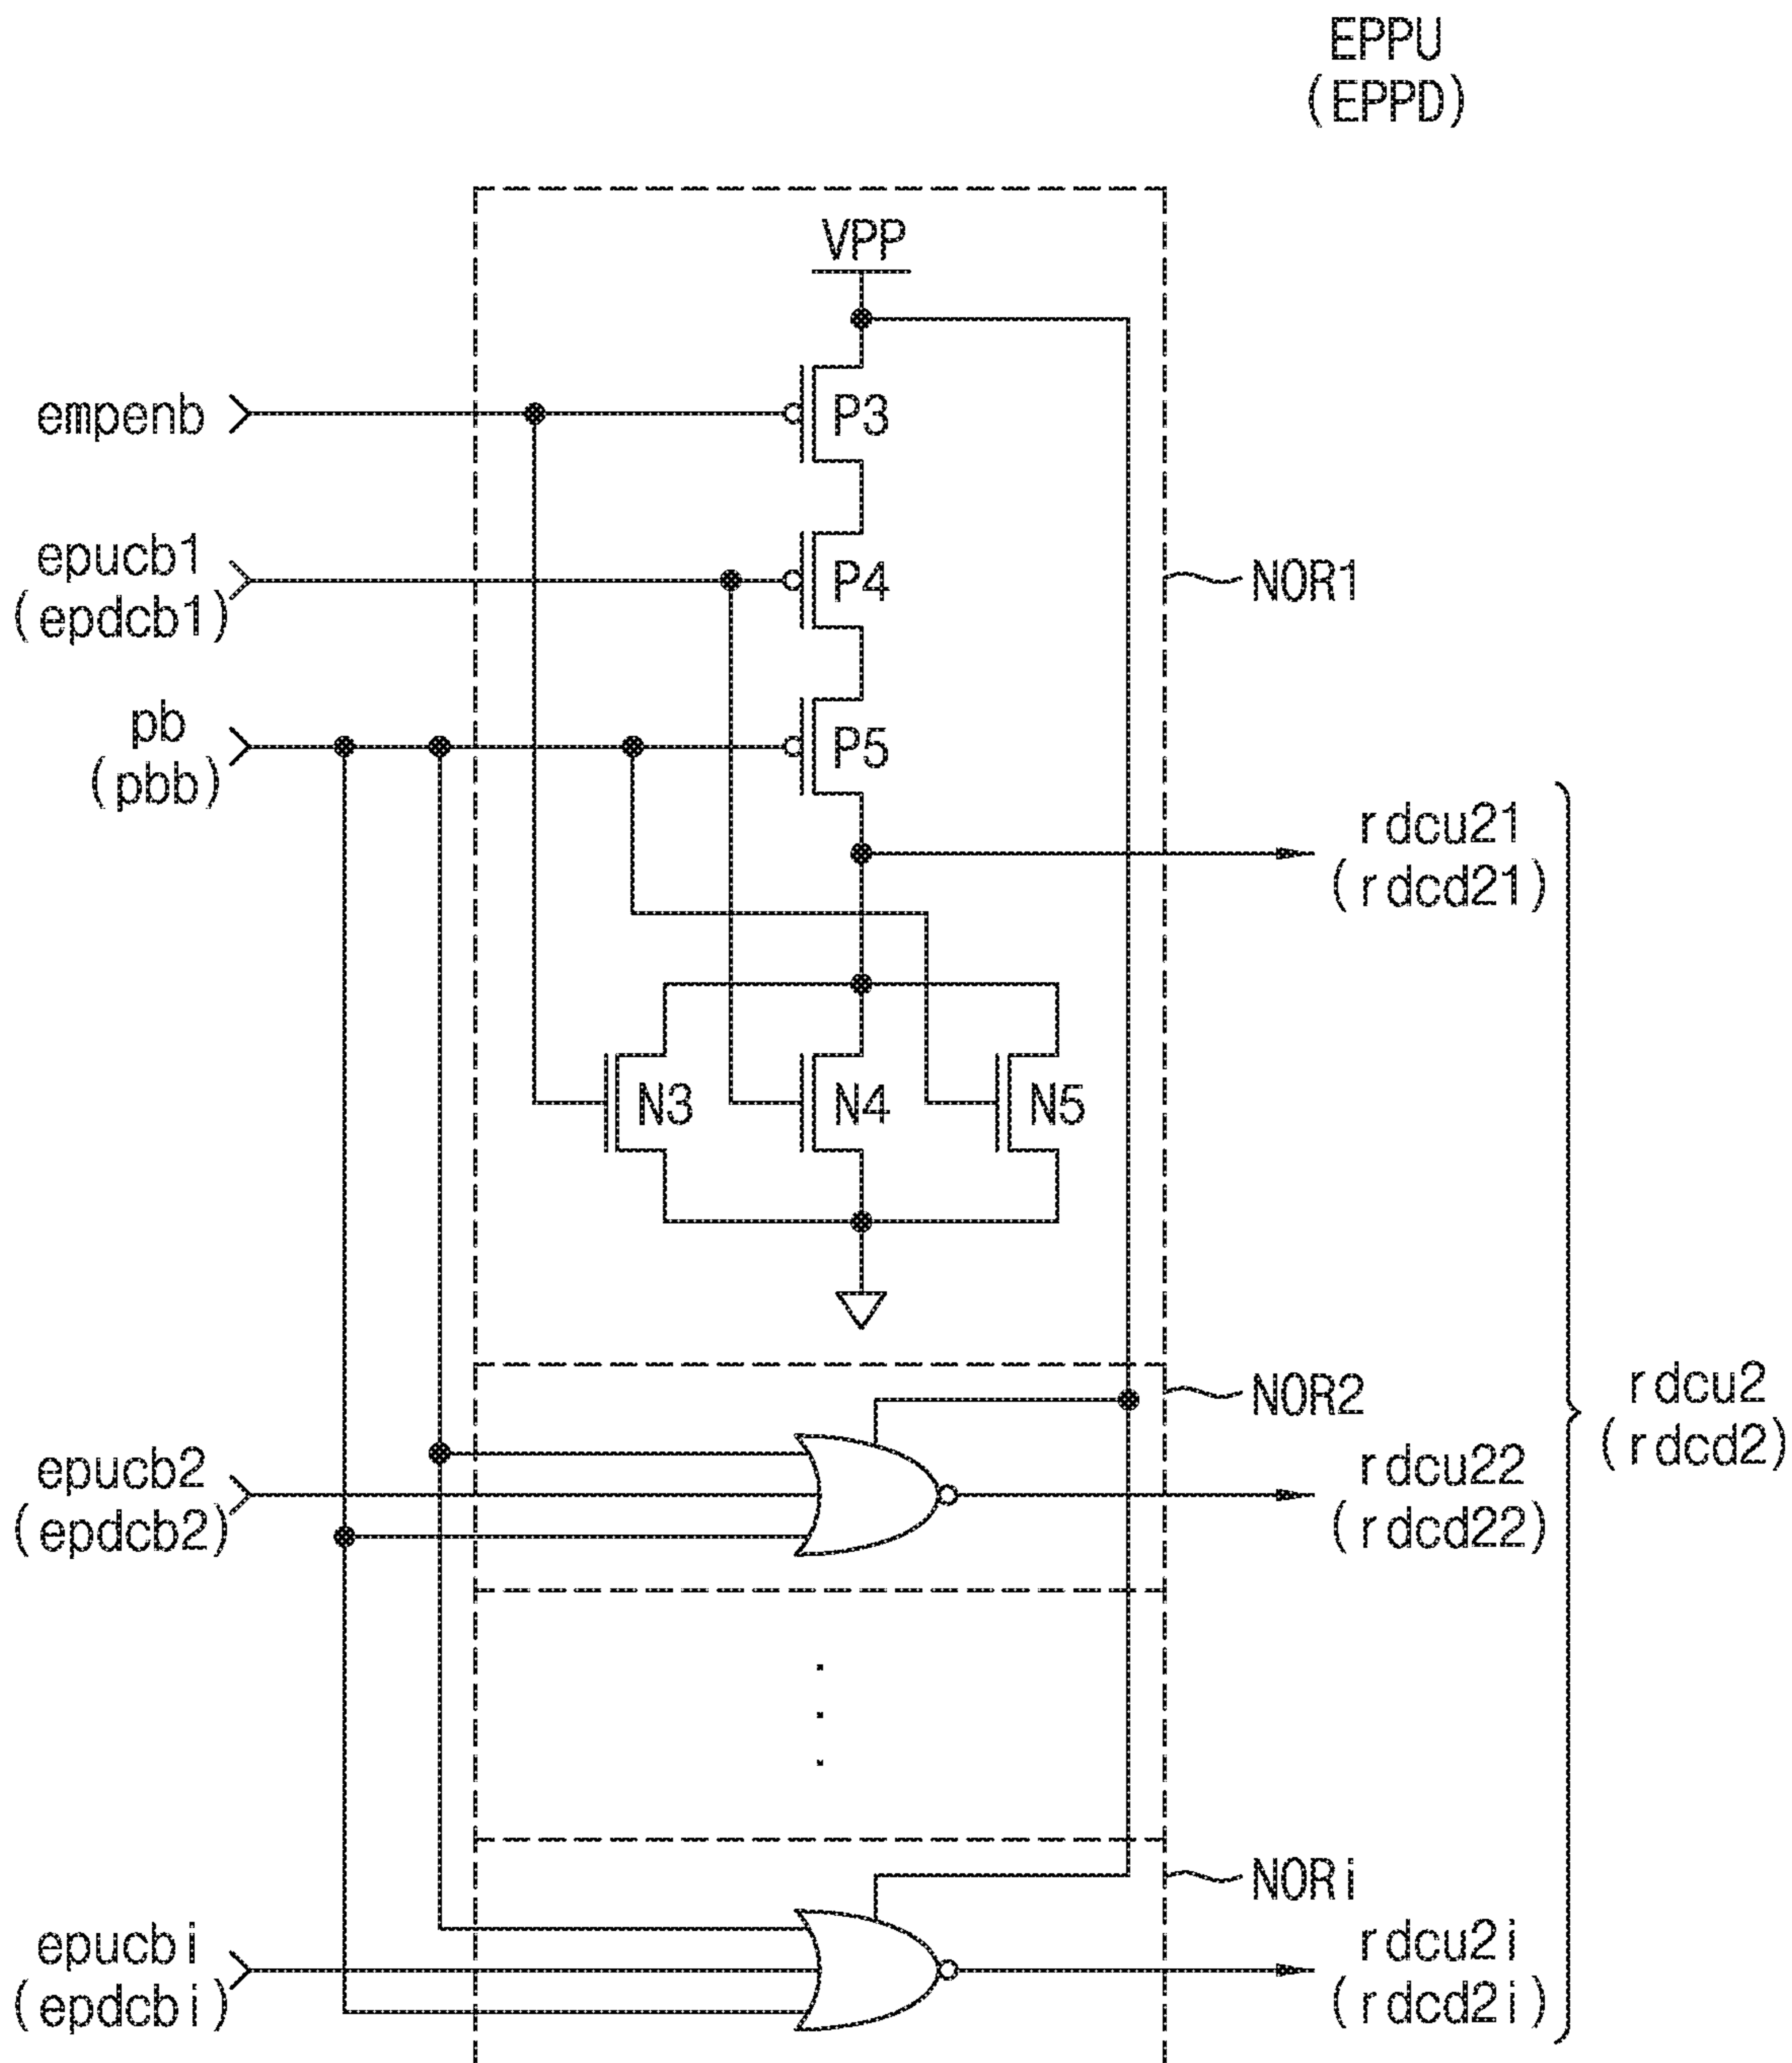 EPPU
(EPPD)
VPP
empenb
P3
epucb1
(epdcb1)
P4
NOR1
pb
(pbb)
P5
rdcu21
(rdcd21)
N3
N4
N5
NOR2
rdcu2
(rdcd2)
epucb2
(epdcb2)
rdcu22
(rdcd22)
NORi
epucbi
(epdcbi)
rdcu2i
(rdcd2i)